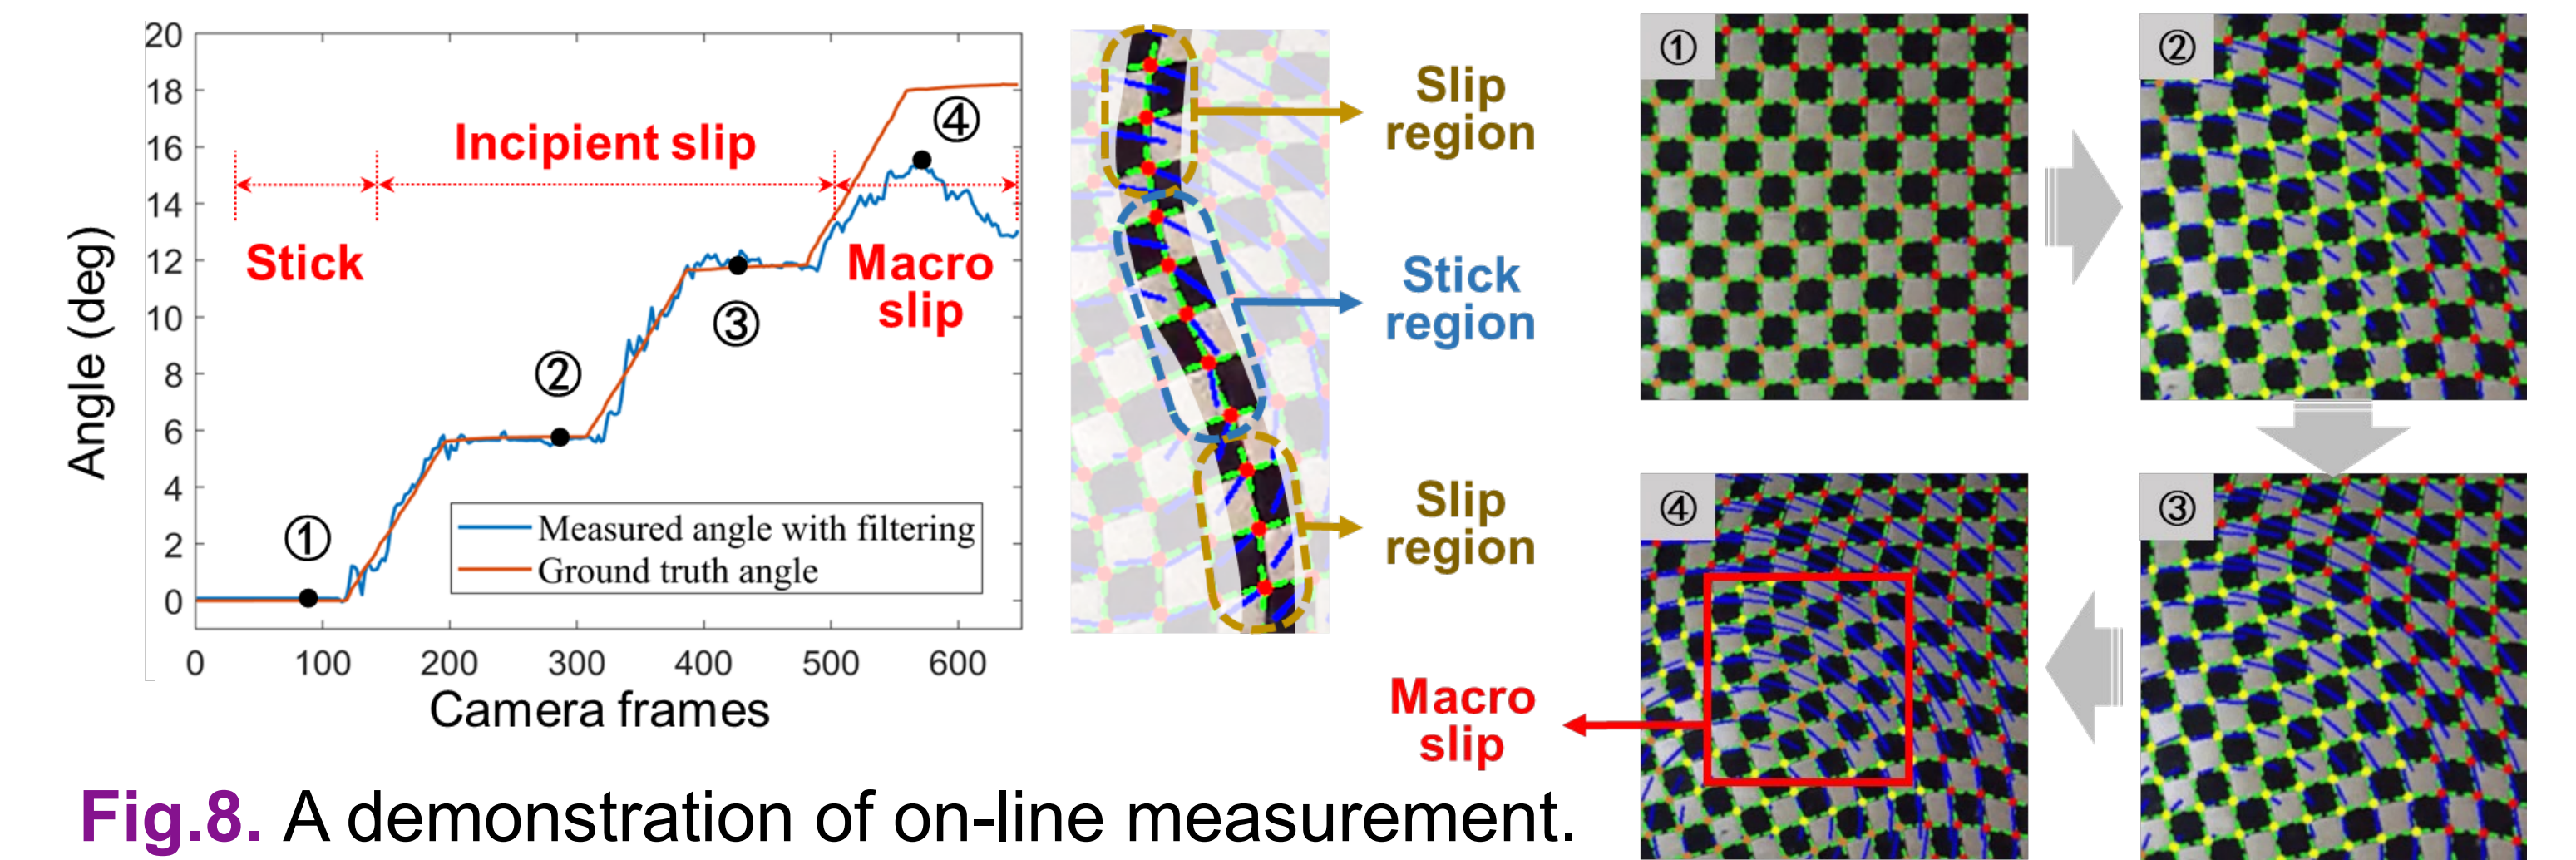 20
18
16
14
12
10
8
6
4
2
0
Angle (deg)
0 100 200 300 400 500 600
Camera frames
Stick
Incipient slip
Macro
slip
①
②
③
④
Measured angle with filtering
Ground truth angle
Slip
region
Stick
region
Slip
region
Macro
slip
①
②
④
③
Fig.8. A demonstration of on-line measurement.